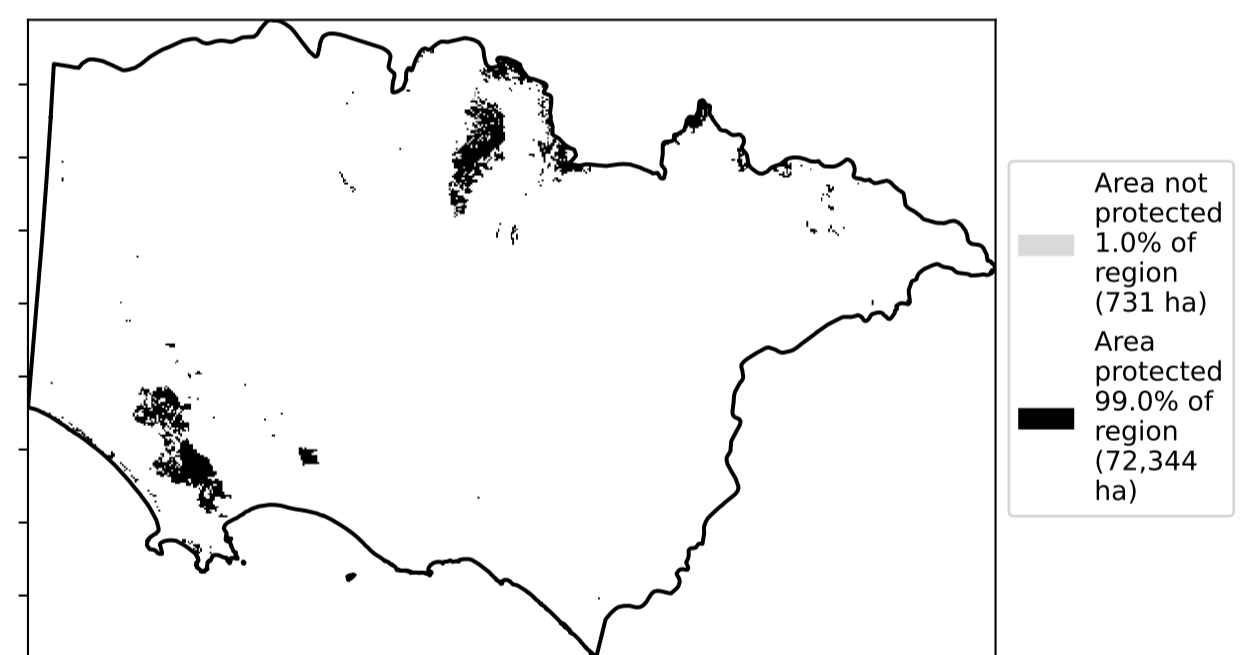 Area not
protected
1.0% of
region
(731 ha)
Area
protected
99.0% of
region
(72,344
ha)